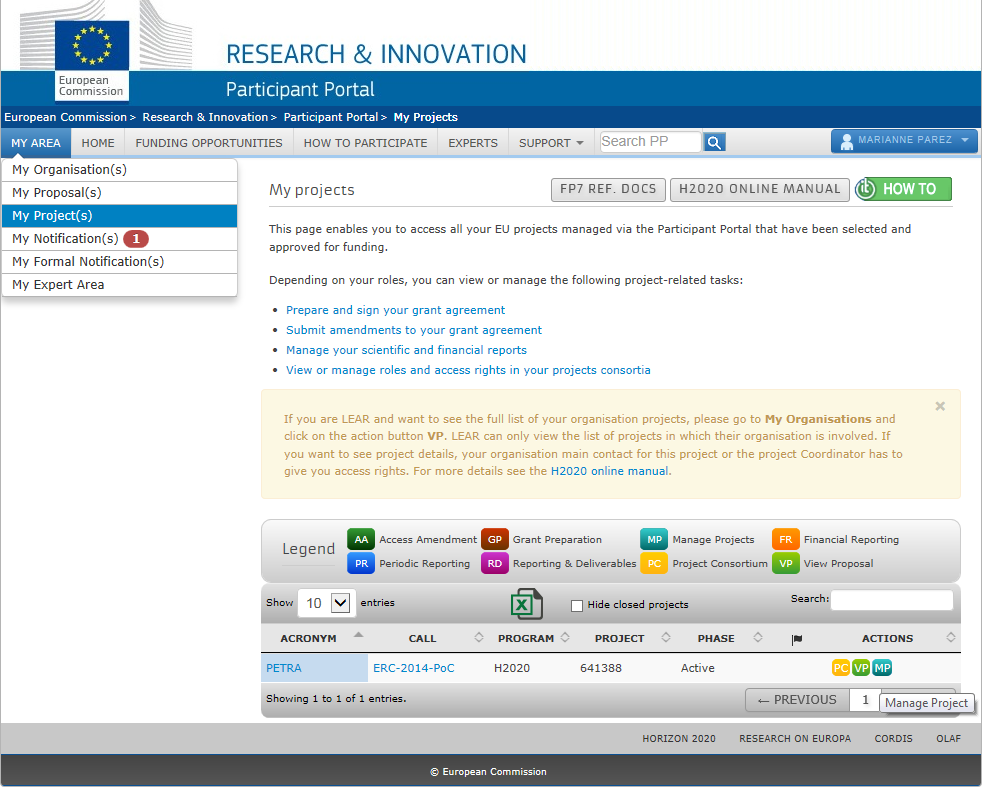 European
Commission
RESEARCH & INNOVATION
Participant Portal
European Commission > Research & Innovation > Participant Portal > My Projects
MY AREA HOME FUNDING OPPORTUNITIES HOW TO PARTICIPATE EXPERTS SUPPORT Search PP MARIANNE PAREZ
My Organisation(s)
My Proposal(s)
My Project(s)
My Notification(s) 1
My Formal Notification(s)
My Expert Area
My projects FP7 REF. DOCS H2020 ONLINE MANUAL it HOW TO
This page enables you to access all your EU projects managed via the Participant Portal that have been selected and
approved for funding.
Depending on your roles, you can view or manage the following project-related tasks:
• Prepare and sign your grant agreement
• Submit amendments to your grant agreement
• Manage your scientific and financial reports
• View or manage roles and access rights in your projects consortia
If you are LEAR and want to see the full list of your organisation projects, please go to My Organisations and
click on the action button VP. LEAR can only view the list of projects in which their organisation is involved. If
you want to see project details, your organisation main contact for this project or the project Coordinator has to
give you access rights. For more details see the H2020 online manual.
Legend
AA Access Amendment GP Grant Preparation MP Manage Projects FR Financial Reporting
PR Periodic Reporting RD Reporting & Deliverables PC Project Consortium VP View Proposal
Show 10 entries X Hide closed projects Search:
ACRONYM CALL PROGRAM PROJECT PHASE ACTIONS
PETRA ERC-2014-PoC H2020 641388 Active PC VP MP
Showing 1 to 1 of 1 entries. ← PREVIOUS 1
Manage Project
HORIZON 2020 RESEARCH ON EUROPA CORDIS OLAF
© European Commission